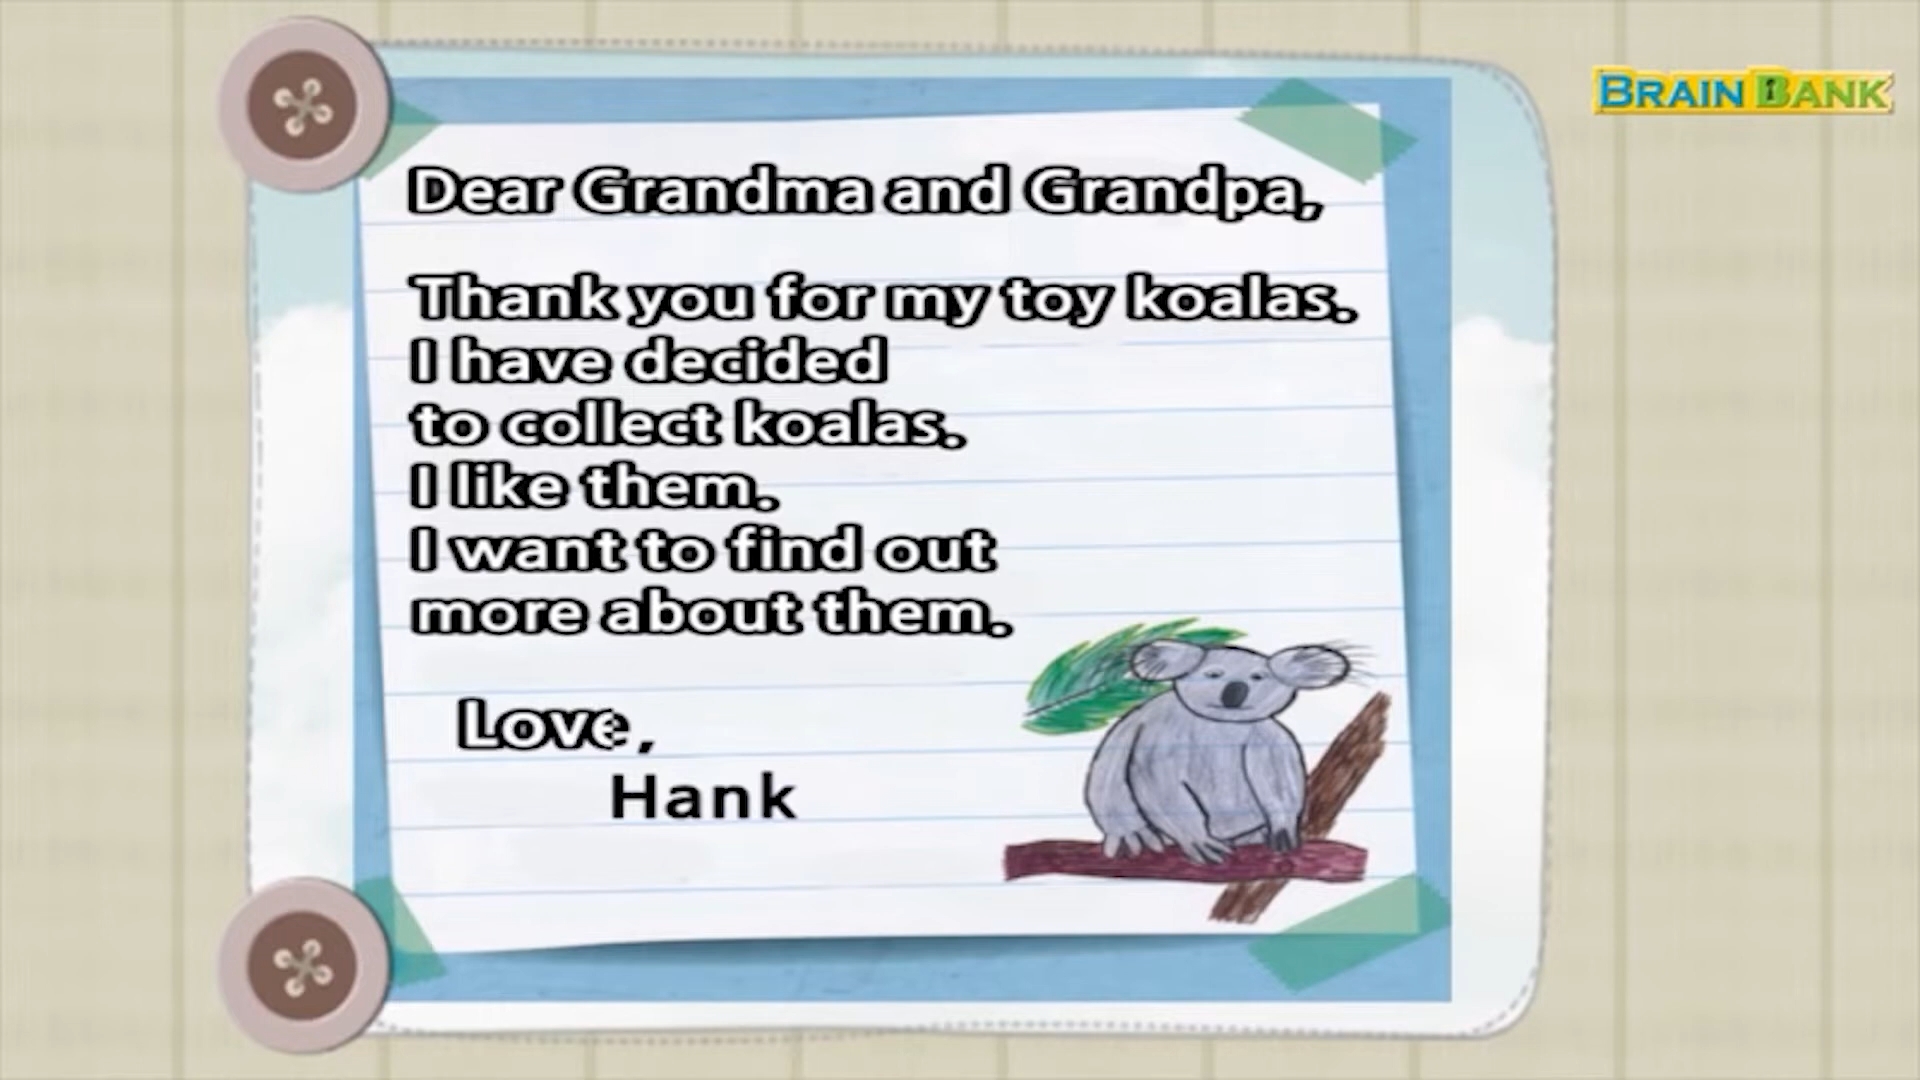 BRAIN BANK
Dear Grandma and Grandpa,
Thank you for my toy koalas.
I have decided
to collect koalas.
I like them.
I want to find out
more about them.
Love,
Hank